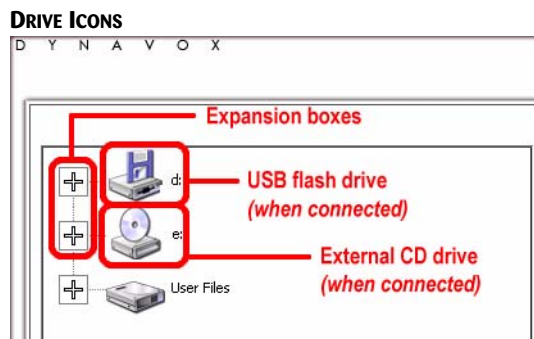 DRIVE ICONS
D Y N A V O X
Expansion boxes
d:
USB flash drive
(when connected)
e:
External CD drive
(when connected)
User Files